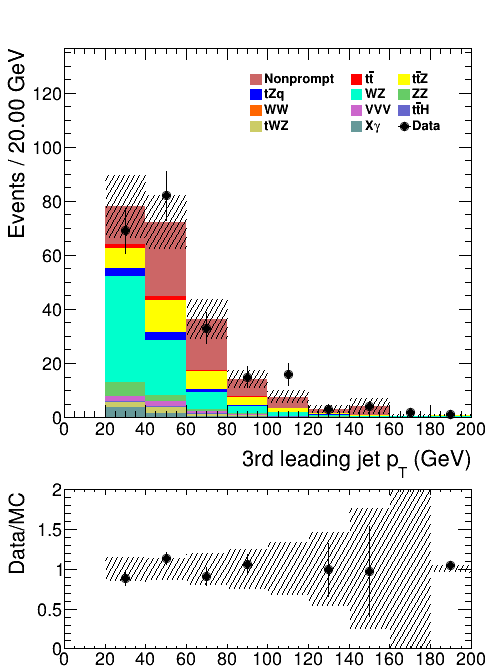 Events / 20.00 GeV
120
100
80
60
40
20
0
Nonprompt
tt̄
tt̄Z
tZq
WZ
ZZ
WW
VVV
tt̄H
tWZ
Xγ
Data
0 20 40 60 80 100 120 140 160 180 200
3rd leading jet p_T (GeV)
Data/MC
2
1.5
1
0.5
0
0 20 40 60 80 100 120 140 160 180 200